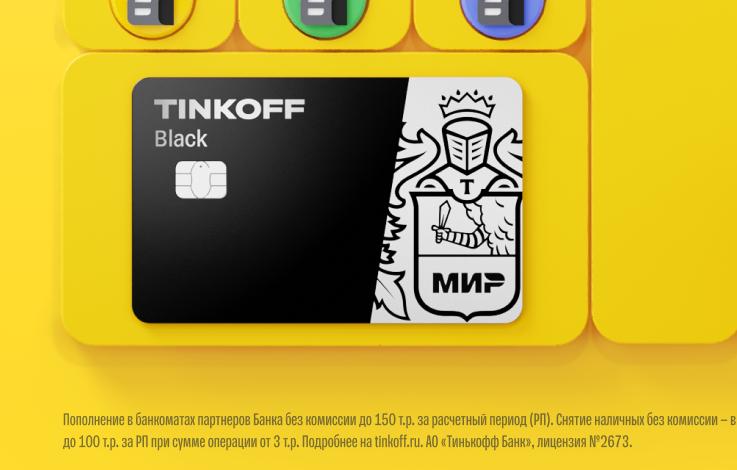 TINKOFF
Black
T
МИР
Пополнение в банкоматах партнеров Банка без комиссии до 150 т.р. за расчетный период (РП). Снятие наличных без комиссии – в
до 100 т.р. за РП при сумме операции от 3 т.р. Подробнее на tinkoff.ru. АО «Тинькофф Банк», лицензия №2673.